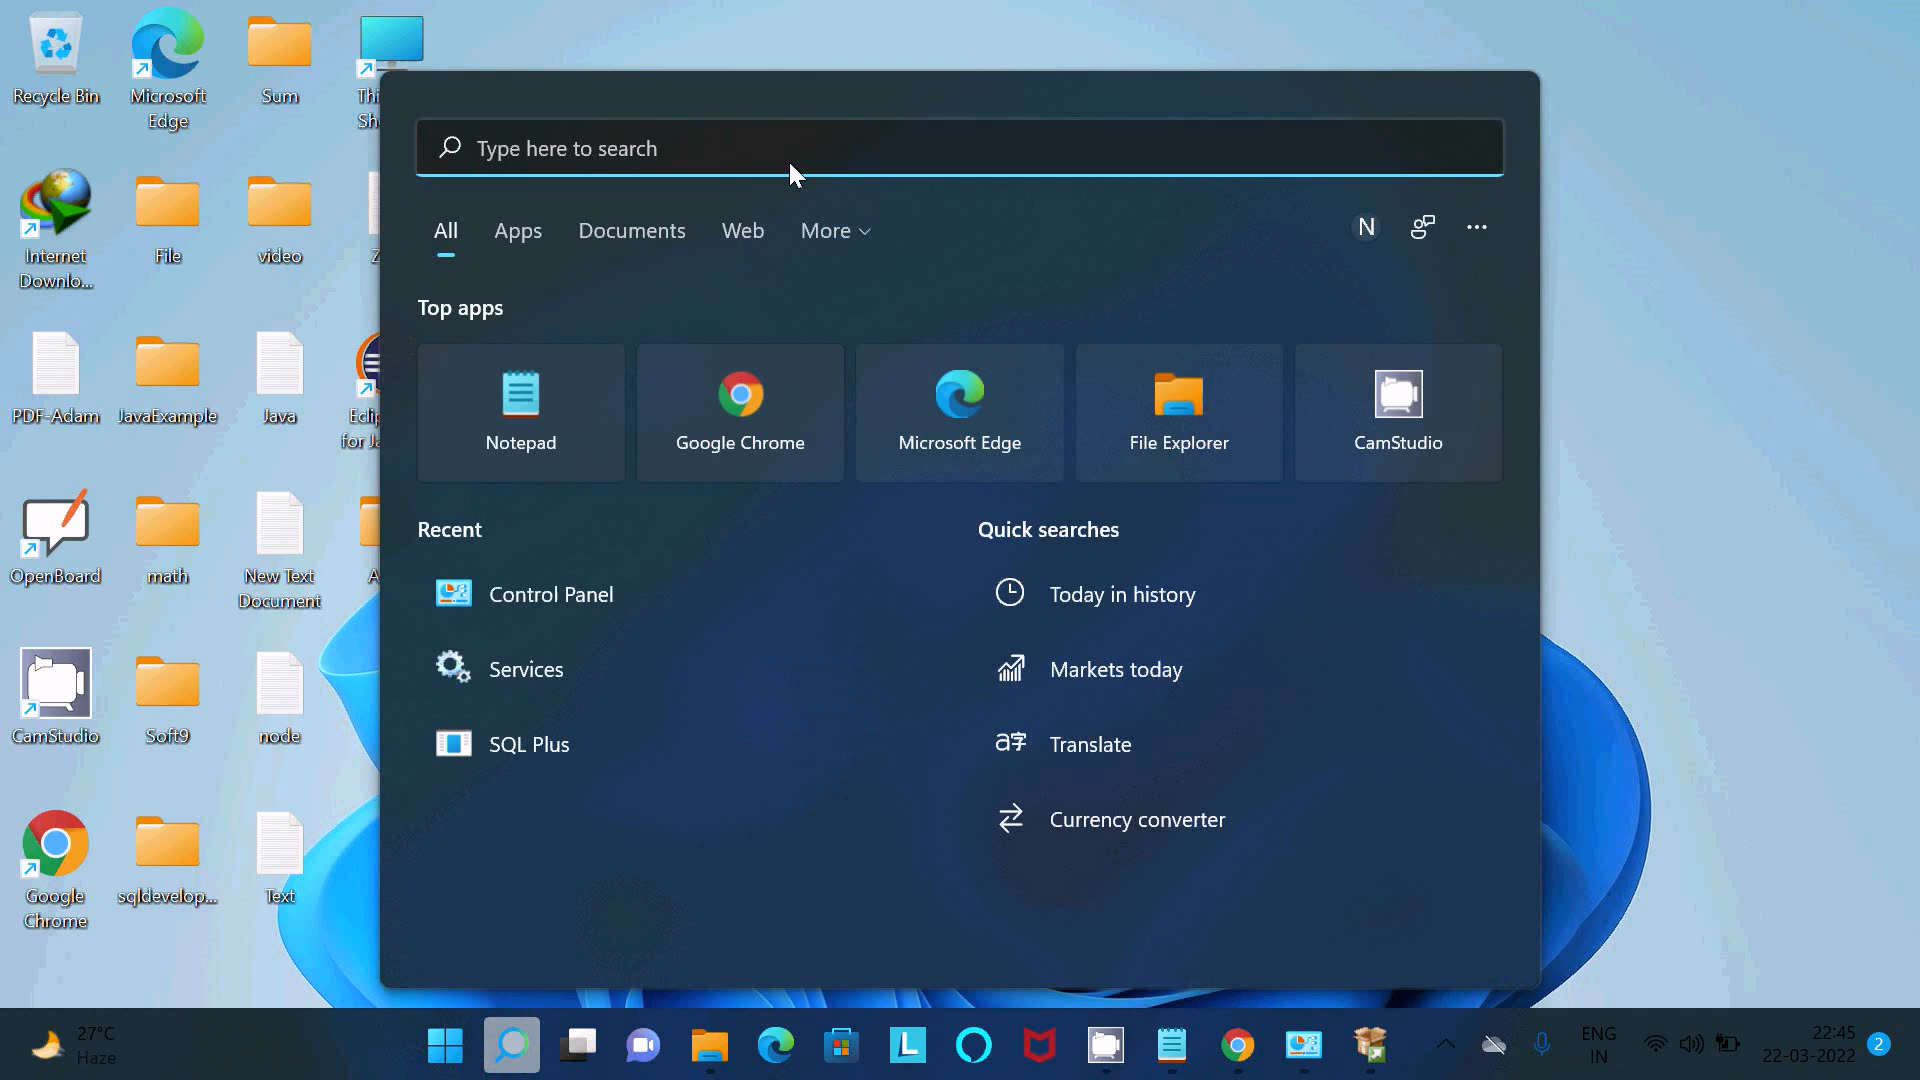 Recycle Bin
Microsoft
Edge
Sum
Internet
Downlo...
File
video
PDF-Adam
JavaExample
Java
OpenBoard
math
New Text
Document
CamStudio
Soft9
node
Google
Chrome
sqldevelop...
Text
Type here to search
All
Apps
Documents
Web
More
N
Top apps
Notepad
Google Chrome
Microsoft Edge
File Explorer
CamStudio
Recent
Quick searches
Control Panel
Today in history
Services
Markets today
SQL Plus
Translate
Currency converter
27°C
Haze
ENG
IN
22:45
22-03-2022
2